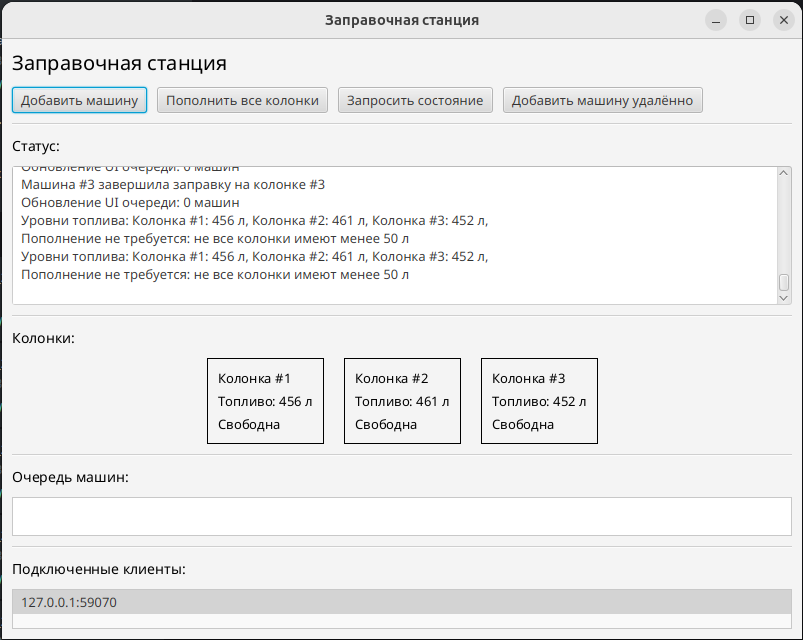 Заправочная станция
Заправочная станция
Добавить машину Пополнить все колонки Запросить состояние Добавить машину удалённо
Статус:
Обновление UI очереди: 0 машин
Машина #3 завершила заправку на колонке #3
Обновление UI очереди: 0 машин
Уровни топлива: Колонка #1: 456 л, Колонка #2: 461 л, Колонка #3: 452 л,
Пополнение не требуется: не все колонки имеют менее 50 л
Уровни топлива: Колонка #1: 456 л, Колонка #2: 461 л, Колонка #3: 452 л,
Пополнение не требуется: не все колонки имеют менее 50 л
Колонки:
Колонка #1
Топливо: 456 л
Свободна
Колонка #2
Топливо: 461 л
Свободна
Колонка #3
Топливо: 452 л
Свободна
Очередь машин:
Подключенные клиенты:
127.0.0.1:59070